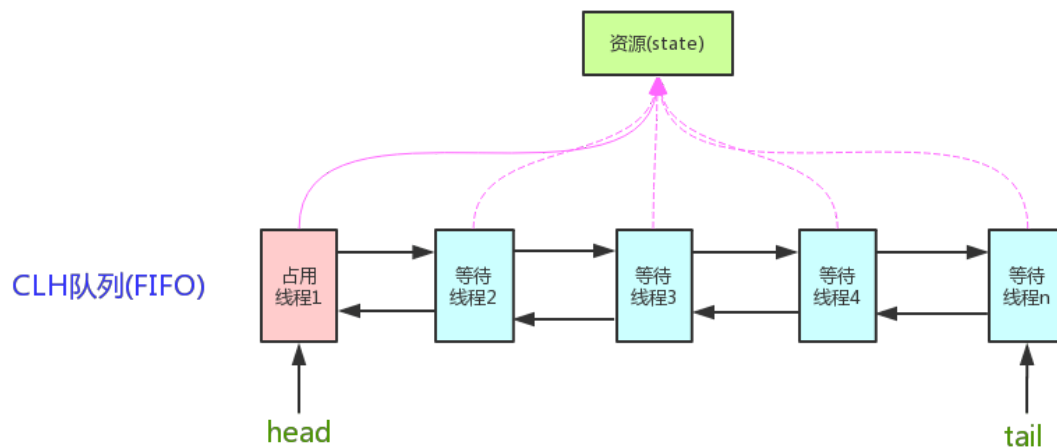 资源(state)
CLH队列(FIFO)
占用
线程1
等待
线程2
等待
线程3
等待
线程4
等待
线程n
head
tail